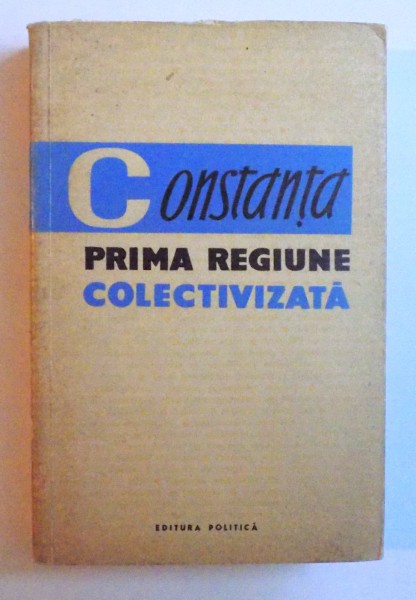 Constanța
PRIMA REGIUNE
COLECTIVIZATĂ
EDITURA POLITICĂ